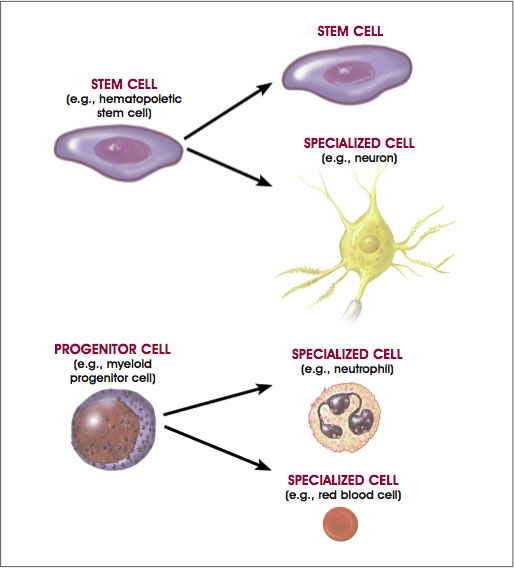 STEM CELL
(e.g., hematopoietic
stem cell)
STEM CELL
SPECIALIZED CELL
(e.g., neuron)
PROGENITOR CELL
(e.g., myeloid
progenitor cell)
SPECIALIZED CELL
(e.g., neutrophil)
SPECIALIZED CELL
(e.g., red blood cell)